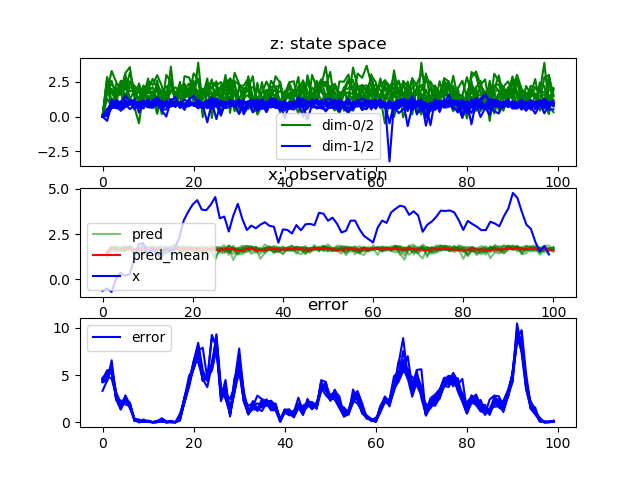 z: state space
2.5
0.0
−2.5
dim-0/2
dim-1/2
0 20 40 60 80 100
x: observation
5.0
2.5
0.0
pred
pred_mean
x
0 20 40 60 80 100
error
10
5
0
error
0 20 40 60 80 100